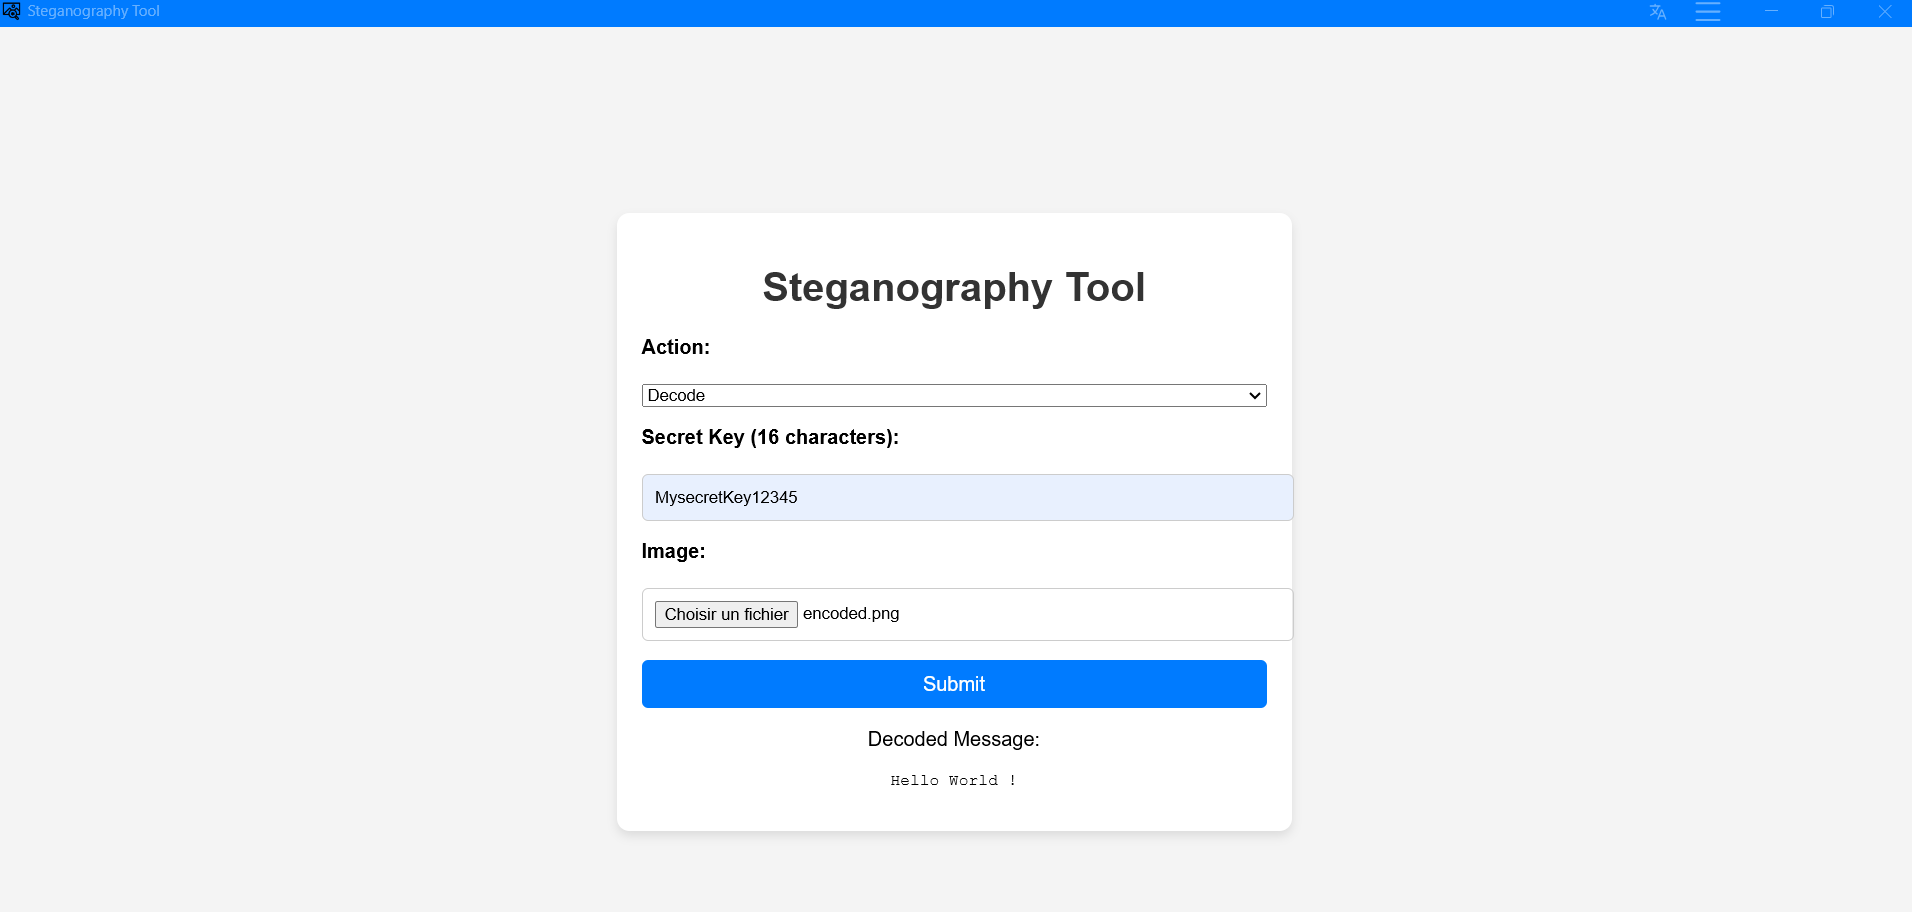 Steganography Tool
Steganography Tool
Action:
Decode
Secret Key (16 characters):
MysecretKey12345
Image:
Choisir un fichier encoded.png
Submit
Decoded Message:
Hello World !